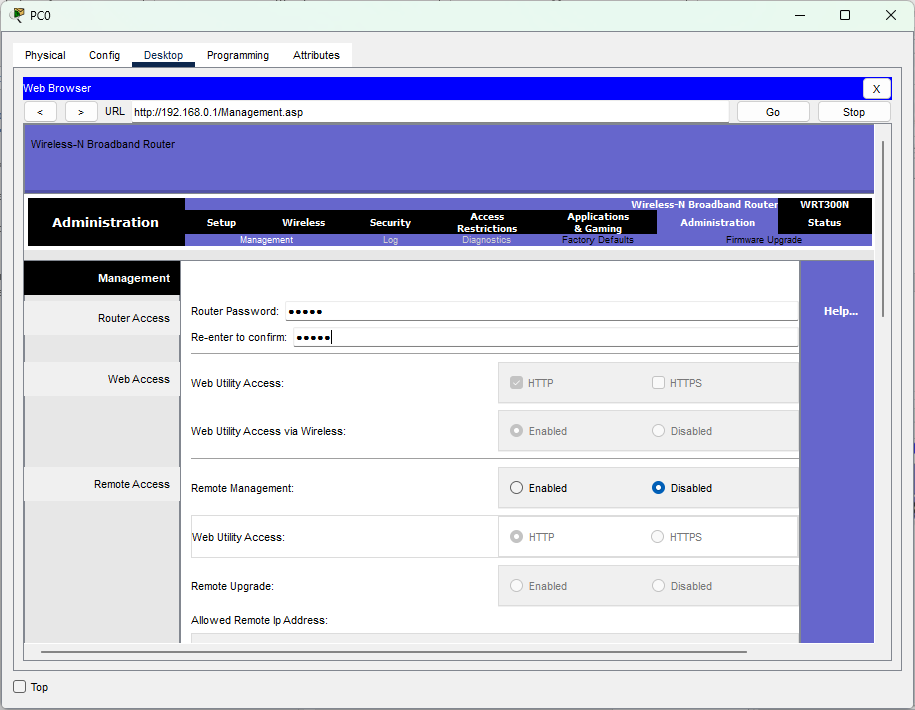 PC0
Physical Config Desktop Programming Attributes
Web Browser X
< > URL http://192.168.0.1/Management.asp Go Stop
Wireless-N Broadband Router
Wireless-N Broadband Router WRT300N
Administration Setup Wireless Security Access Restrictions Applications & Gaming Administration Status
Management Log Diagnostics Factory Defaults Firmware Upgrade
Management
Router Access
Router Password: ●●●●●
Help...
Re-enter to confirm: ●●●●●
Web Access
Web Utility Access: HTTP HTTPS
Web Utility Access via Wireless: Enabled Disabled
Remote Access
Remote Management: Enabled Disabled
Web Utility Access: HTTP HTTPS
Remote Upgrade: Enabled Disabled
Allowed Remote Ip Address:
Top